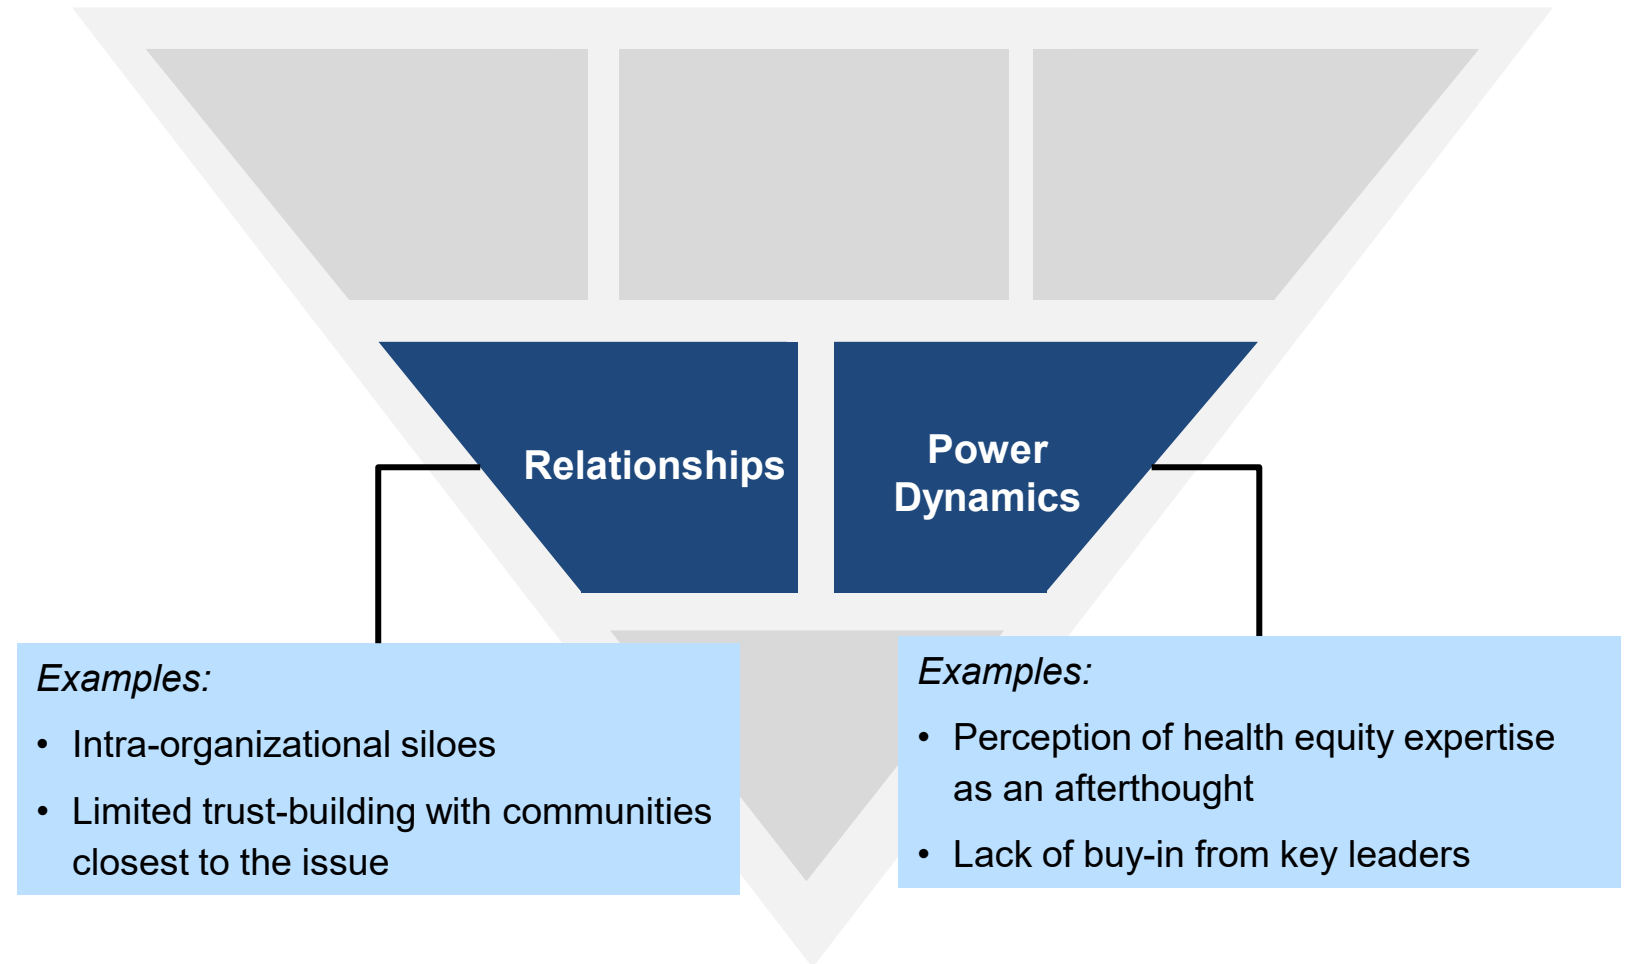 Relationships
Power
Dynamics
Examples:
• Intra-organizational siloes
• Limited trust-building with communities
closest to the issue
Examples:
• Perception of health equity expertise
as an afterthought
• Lack of buy-in from key leaders